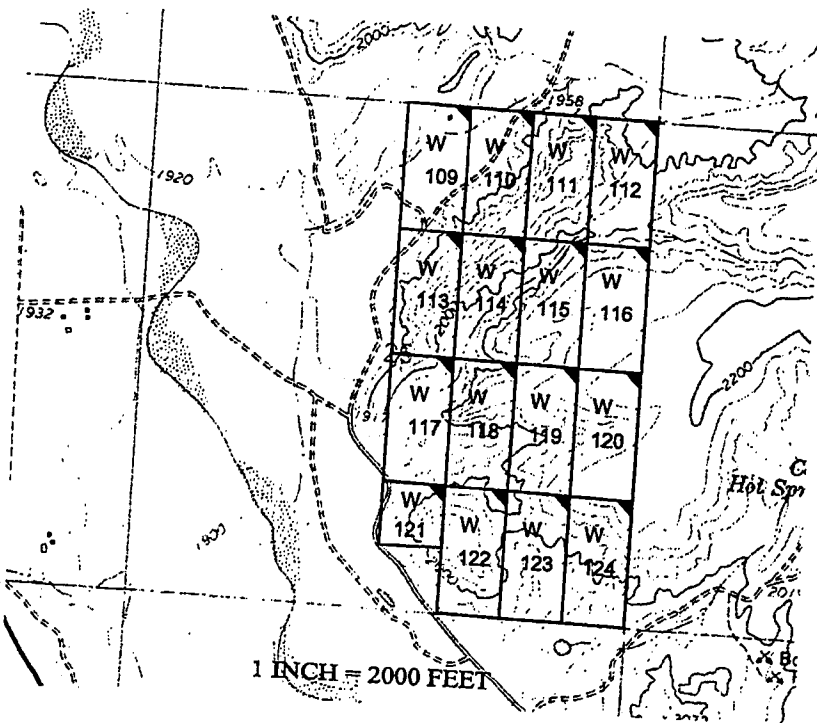 2000
1958
W W W W
109 110 111 112
1920
W W W W
113 114 115 116
1932
2200
W W W W
117 118 119 120
Hot Spr
W W W W
121 122 123 124
1900
1 INCH = 2000 FEET